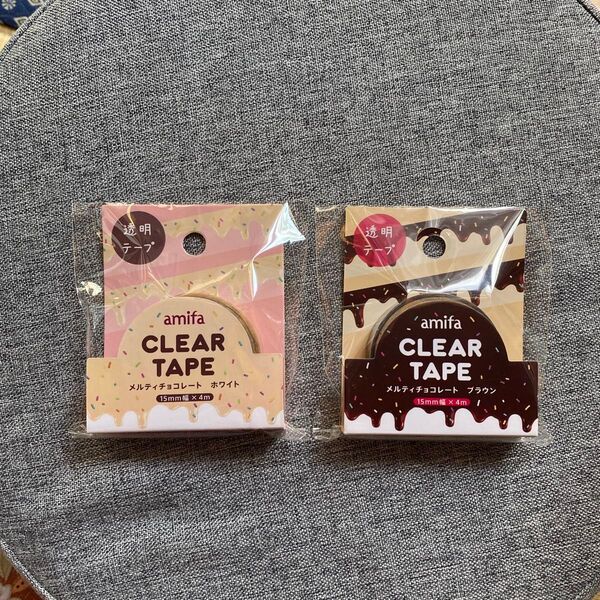 透明
テープ
amifa
CLEAR
TAPE
メルティチョコレート ホワイト
15mm幅×4m
透明
テープ
amifa
CLEAR
TAPE
メルティチョコレート ブラウン
15mm幅×4m